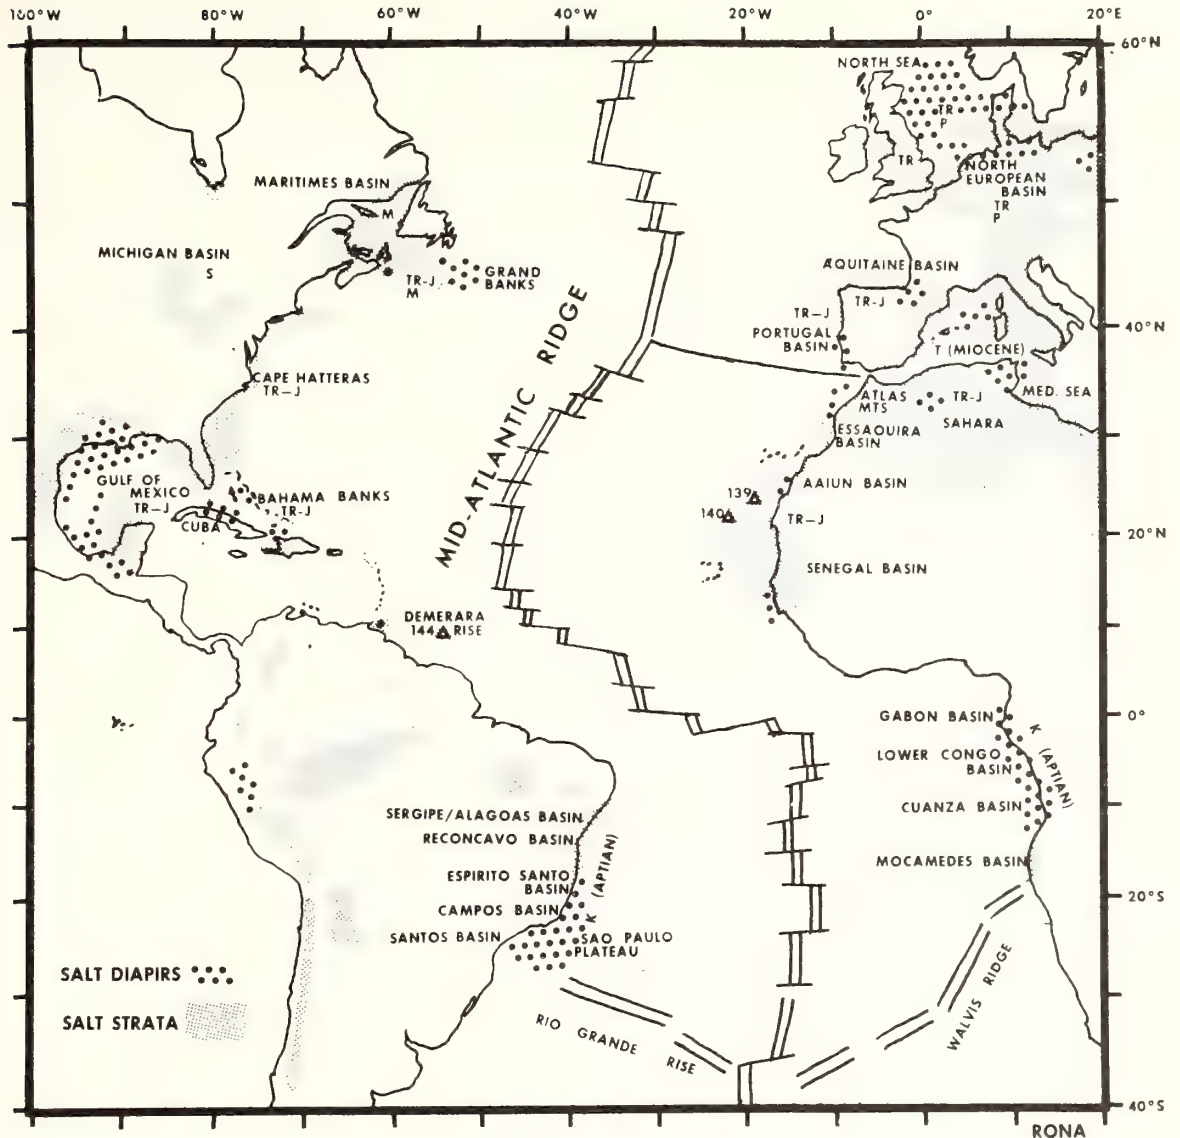 100°W 80°W 60°W 40°W 20°W 0° 20°E
60°N
NORTH SEA
TR
P
TR
NORTH
EUROPEAN
BASIN
TR
P
MARITIMES BASIN
M
MICHIGAN BASIN
S
TR-J
M
GRAND
BANKS
AQUITAINE BASIN
TR-J
TR-J
PORTUGAL
BASIN
40°N
T (MIOCENE)
MID-ATLANTIC RIDGE
CAPE HATTERAS
TR-J
ATLAS
MTS
TR-J
MED. SEA
SAHARA
ESSAOUIRA
BASIN
GULF OF
MEXICO
TR-J
BAHAMA BANKS
TR-J
CUBA
139
140
AAIUN BASIN
TR-J
20°N
SENEGAL BASIN
DEMERARA
144 RISE
0°
GABON BASIN
K (APTIAN)
LOWER CONGO
BASIN
CUANZA BASIN
MOCAMEDES BASIN
SERGIPE/ALAGOAS BASIN
RECONCAVO BASIN
ESPIRITO SANTO
BASIN
K (APTIAN)
CAMPOS BASIN
SANTOS BASIN
SAO PAULO
PLATEAU
20°S
SALT DIAPIRS
SALT STRATA
RIO GRANDE RISE
WALVIS RIDGE
40°S
RONA